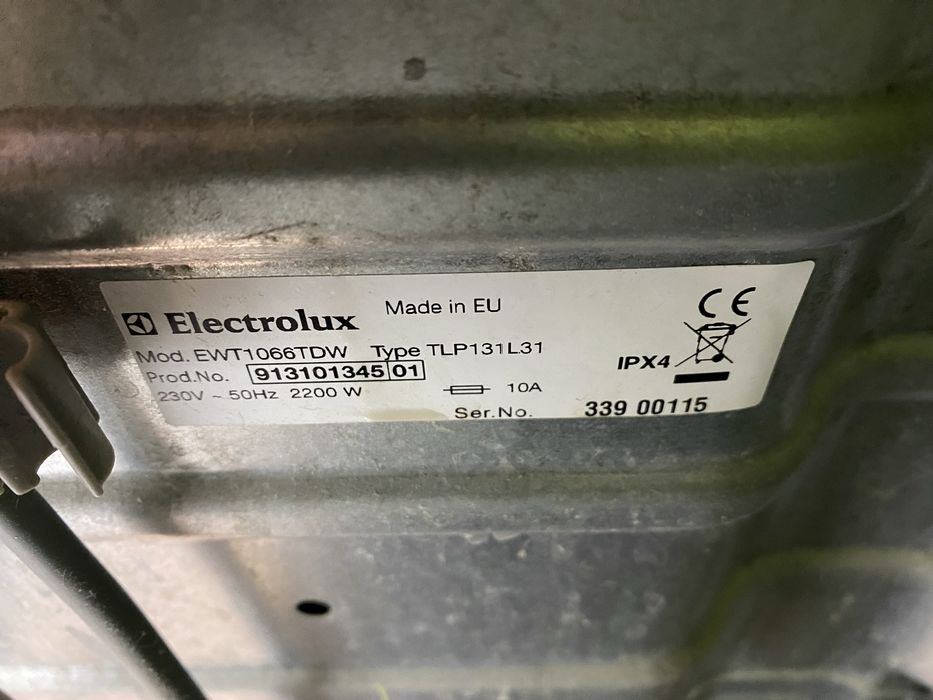 Electrolux Made in EU
Mod. EWT1066TDW Type TLP131L31
Prod.No. 913101345 01
230V ~ 50Hz 2200 W 10A
Ser.No. 339 00115
CE
IPX4